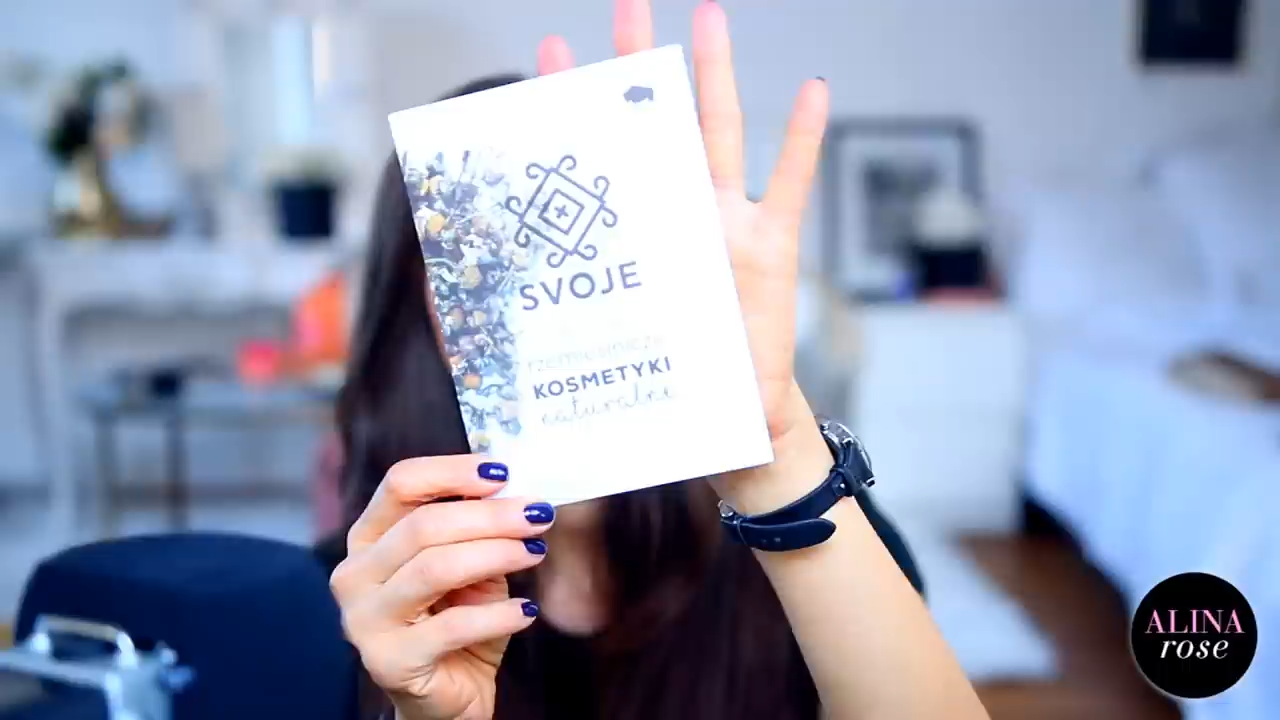 SVOJE
rzemieślnicze
KOSMETYKI
naturalne
ALINA
rose